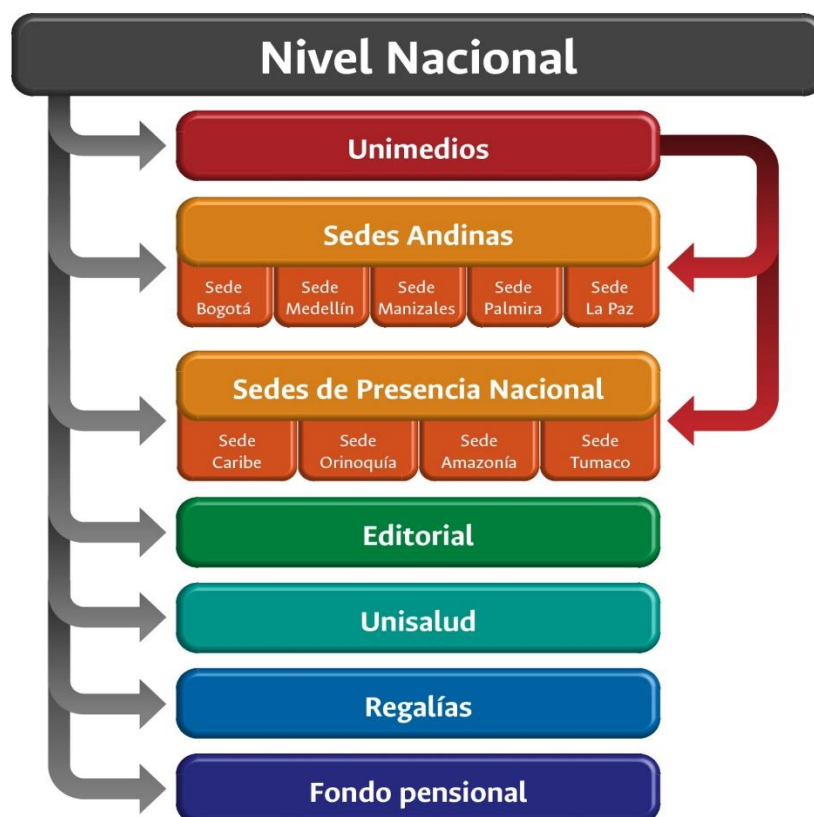 Nivel Nacional
Unimedios
Sedes Andinas
Sede
Bogotá
Sede
Medellín
Sede
Manizales
Sede
Palmira
Sede
La Paz
Sedes de Presencia Nacional
Sede
Caribe
Sede
Orinoquía
Sede
Amazonía
Sede
Tumaco
Editorial
Unisalud
Regalías
Fondo pensional